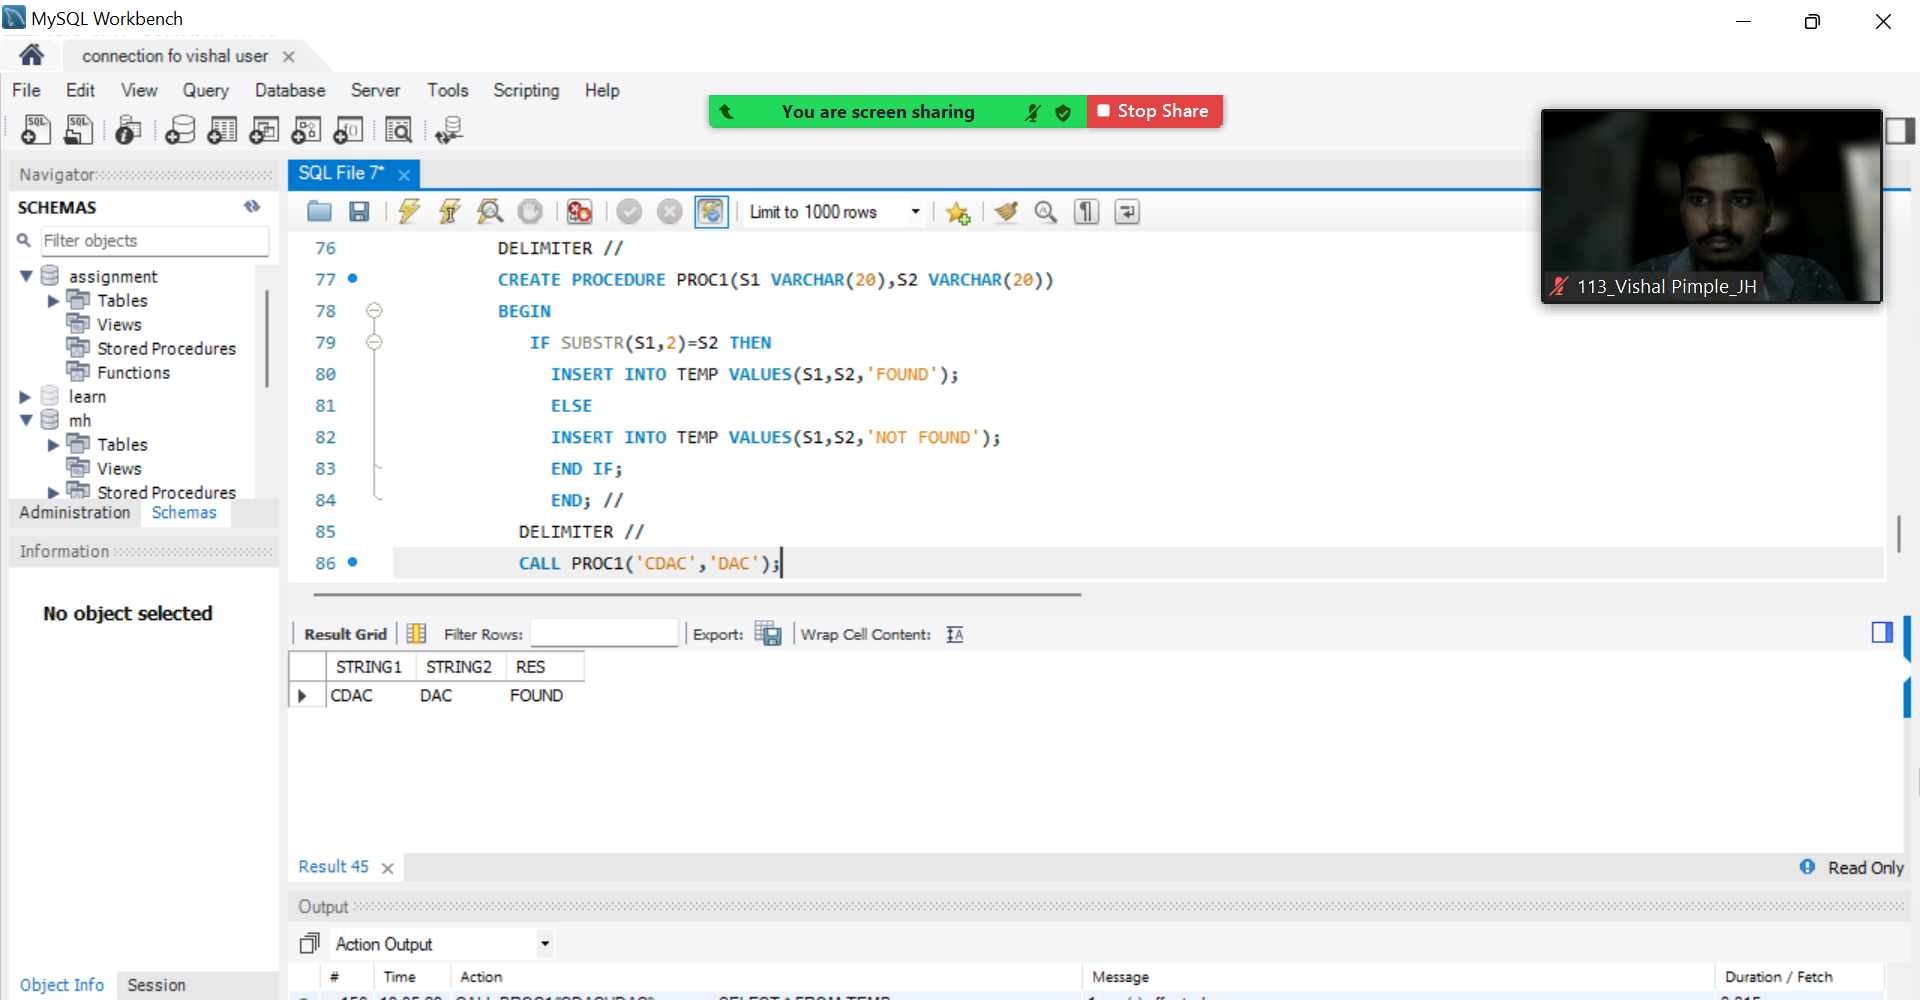 MySQL Workbench
connection fo vishal user
File Edit View Query Database Server Tools Scripting Help
You are screen sharing Stop Share
113_Vishal Pimple_JH
Navigator
SCHEMAS
Filter objects
assignment
Tables
Views
Stored Procedures
Functions
learn
mh
Tables
Views
Stored Procedures
Administration Schemas
Information
No object selected
Object Info Session
SQL File 7*
Limit to 1000 rows
76 DELIMITER //
77 CREATE PROCEDURE PROC1(S1 VARCHAR(20),S2 VARCHAR(20))
78 BEGIN
79 IF SUBSTR(S1,2)=S2 THEN
80 INSERT INTO TEMP VALUES(S1,S2,'FOUND');
81 ELSE
82 INSERT INTO TEMP VALUES(S1,S2,'NOT FOUND');
83 END IF;
84 END; //
85 DELIMITER //
86 CALL PROC1('CDAC','DAC');
Result Grid Filter Rows: Export: Wrap Cell Content:
STRING1 STRING2 RES
CDAC DAC FOUND
Result 45
Read Only
Output
Action Output
# Time Action Message Duration / Fetch